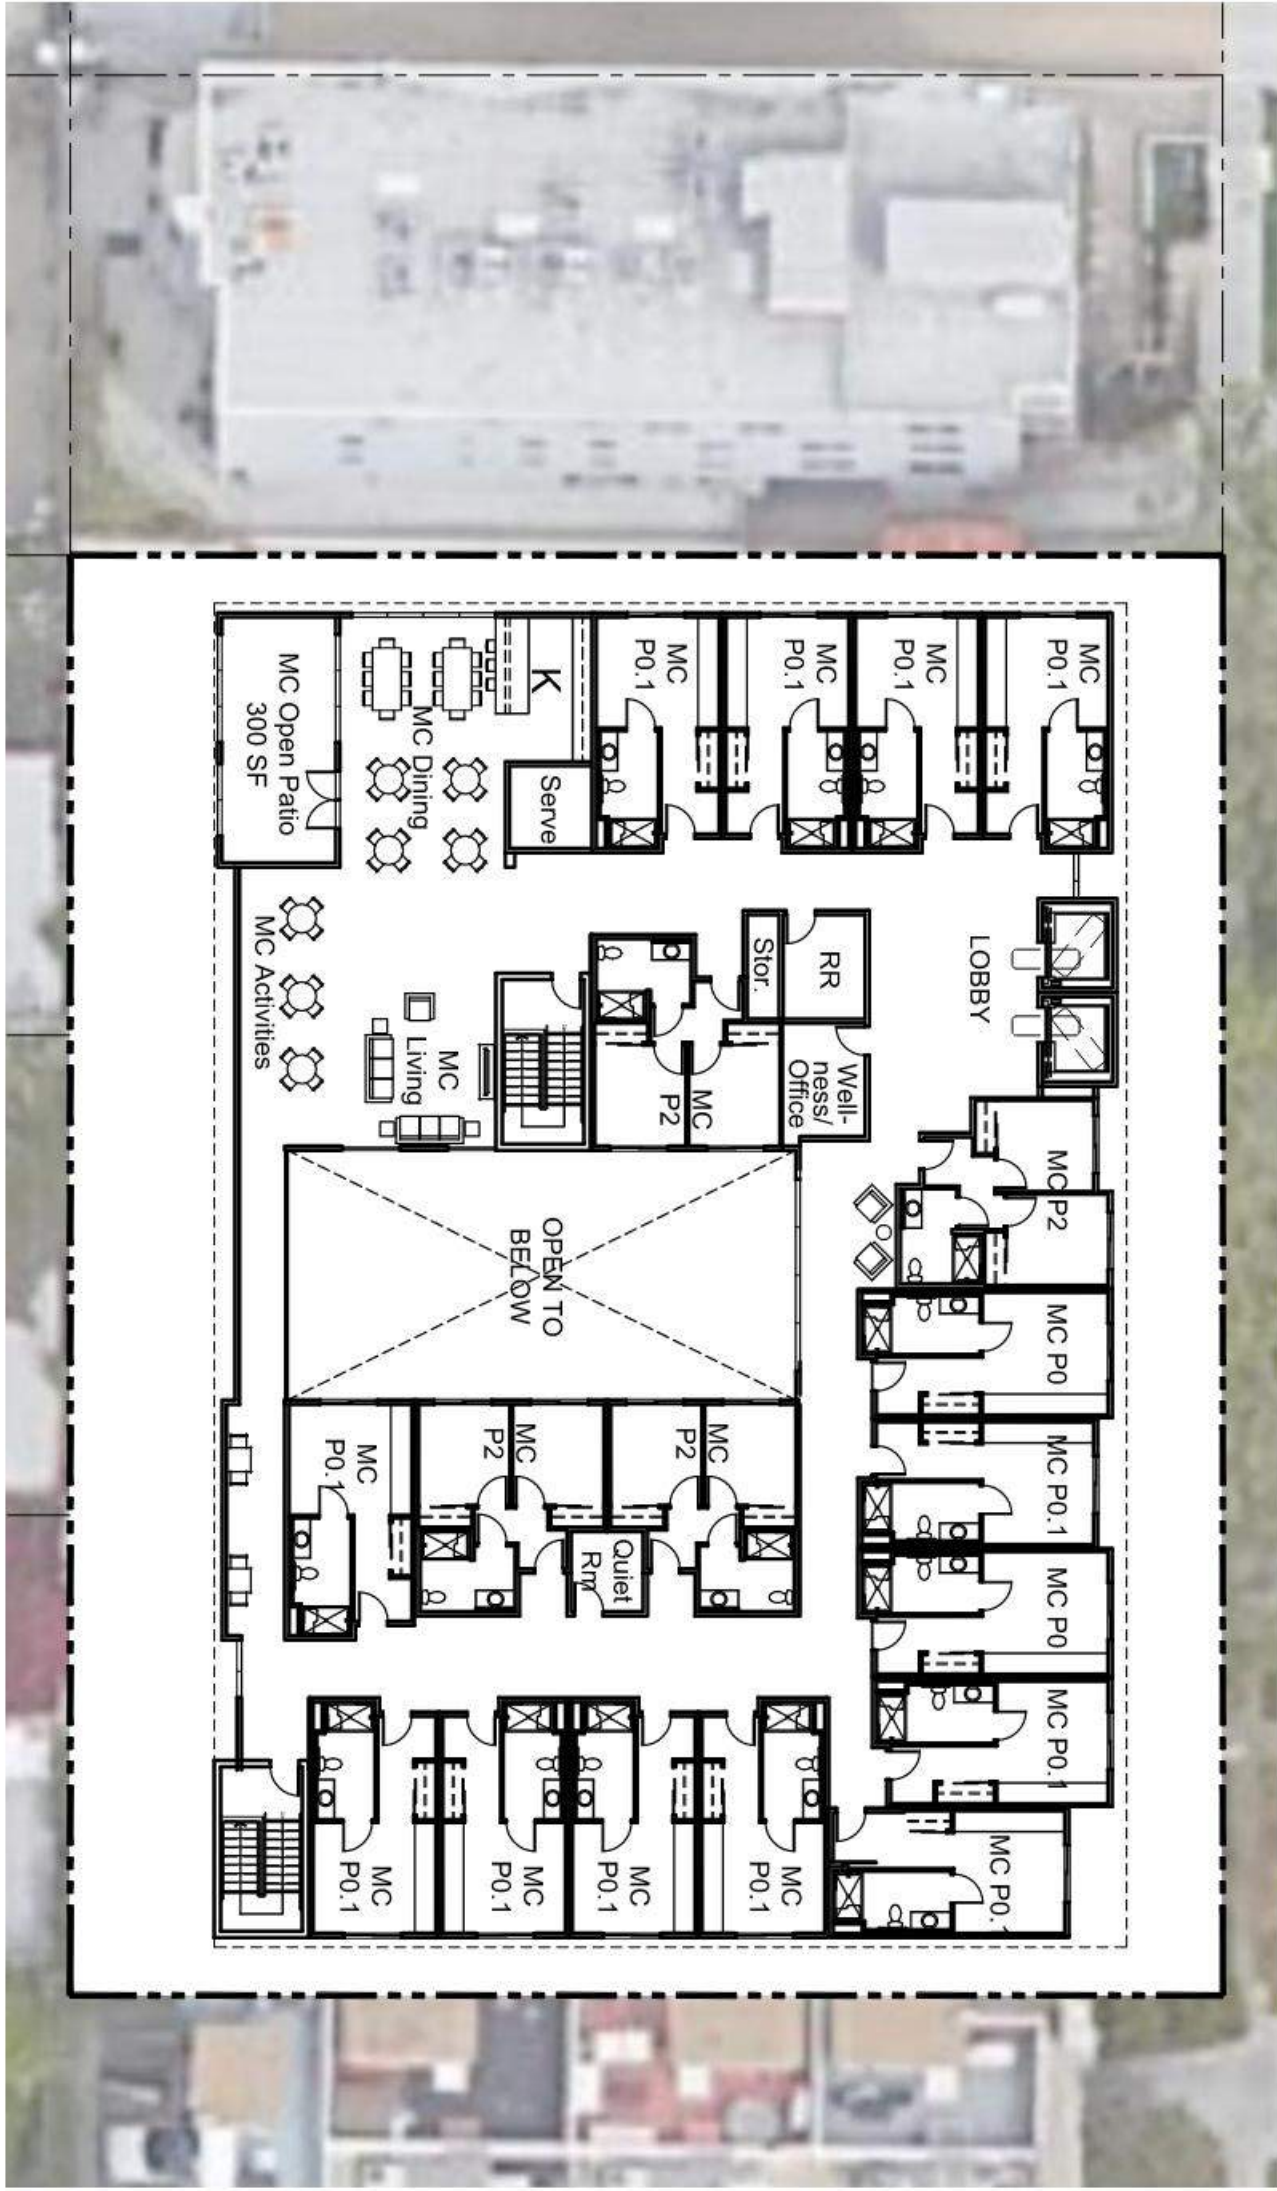 MC
P0.1
MC
P0.1
MC
P0.1
MC
P0.1
K
Serve
MC Dining
MC Open Patio
300 SF
LOBBY
RR
Stor.
Well-
ness/
Office
MC
P2
MC
Living
MC Activities
OPEN TO
BELOW
MC P2
MC P0
MC P0.1
MC P0
MC P0.1
MC P0.1
MC
P2
Quiet
Rm
MC
P2
MC
P0.1
MC
P0.1
MC
P0.1
MC
P0.1
MC
P0.1